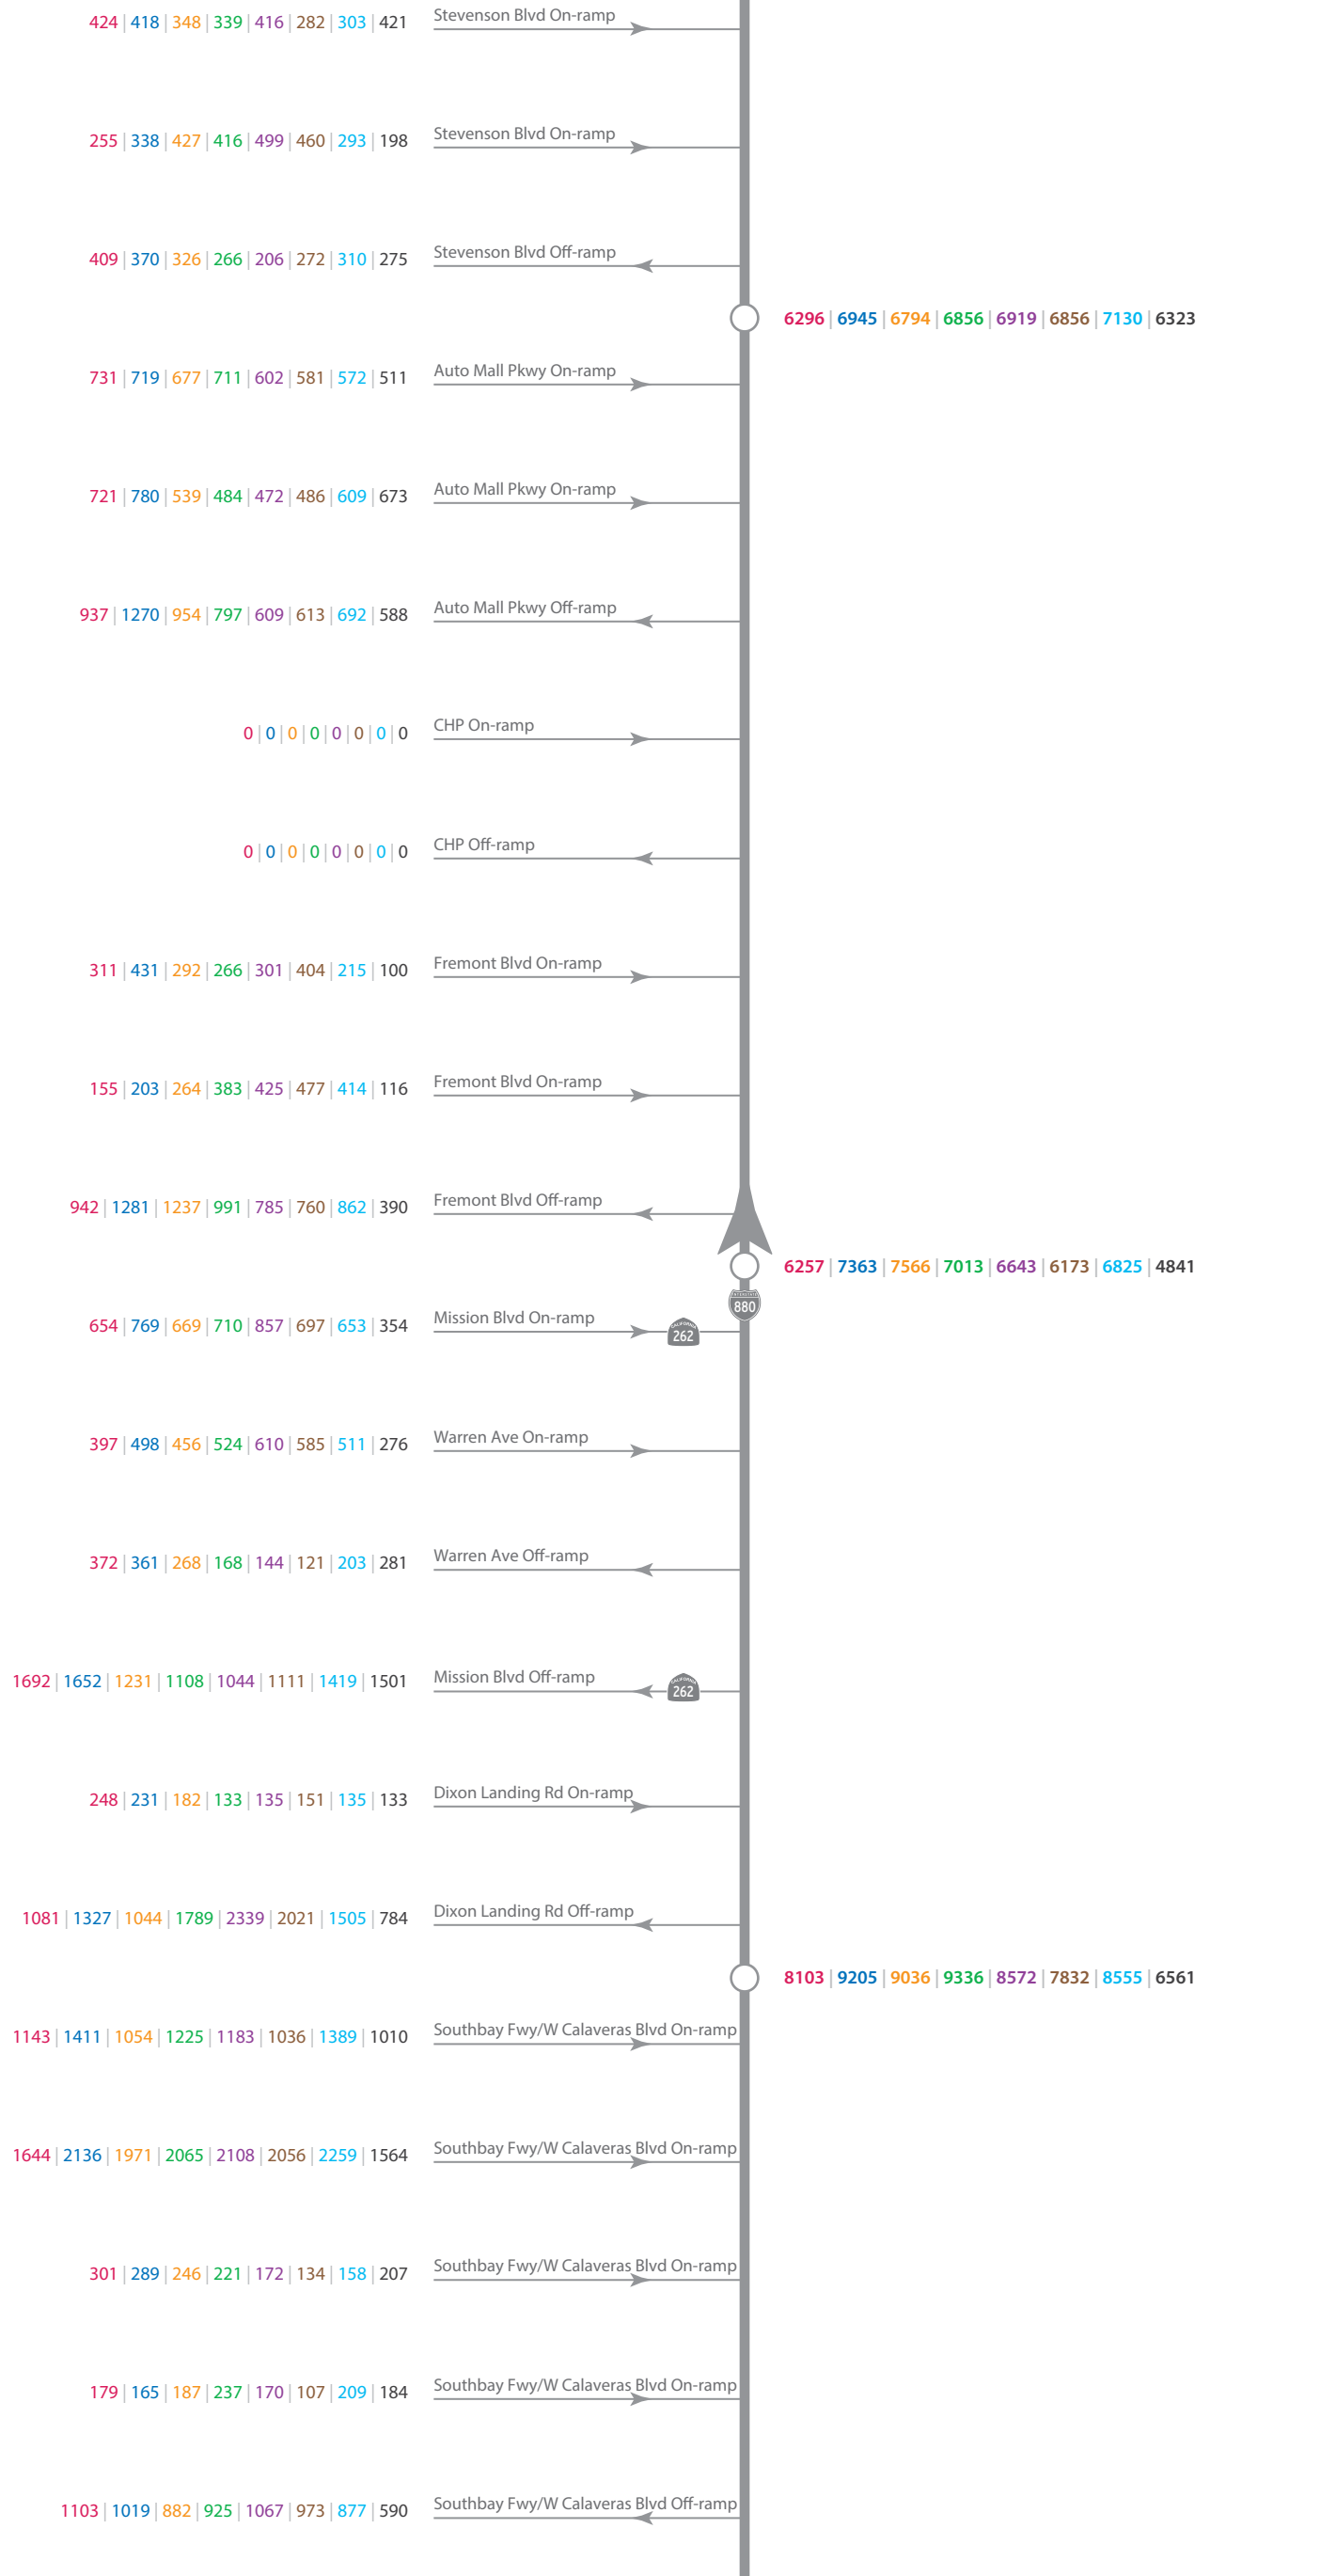 424 | 418 | 348 | 339 | 416 | 282 | 303 | 421 Stevenson Blvd On-ramp
255 | 338 | 427 | 416 | 499 | 460 | 293 | 198 Stevenson Blvd On-ramp
409 | 370 | 326 | 266 | 206 | 272 | 310 | 275 Stevenson Blvd Off-ramp
6296 | 6945 | 6794 | 6856 | 6919 | 6856 | 7130 | 6323
731 | 719 | 677 | 711 | 602 | 581 | 572 | 511 Auto Mall Pkwy On-ramp
721 | 780 | 539 | 484 | 472 | 486 | 609 | 673 Auto Mall Pkwy On-ramp
937 | 1270 | 954 | 797 | 609 | 613 | 692 | 588 Auto Mall Pkwy Off-ramp
0 | 0 | 0 | 0 | 0 | 0 | 0 | 0 CHP On-ramp
0 | 0 | 0 | 0 | 0 | 0 | 0 | 0 CHP Off-ramp
311 | 431 | 292 | 266 | 301 | 404 | 215 | 100 Fremont Blvd On-ramp
155 | 203 | 264 | 383 | 425 | 477 | 414 | 116 Fremont Blvd On-ramp
942 | 1281 | 1237 | 991 | 785 | 760 | 862 | 390 Fremont Blvd Off-ramp
6257 | 7363 | 7566 | 7013 | 6643 | 6173 | 6825 | 4841
880
654 | 769 | 669 | 710 | 857 | 697 | 653 | 354 Mission Blvd On-ramp
CALIFORNIA
262
397 | 498 | 456 | 524 | 610 | 585 | 511 | 276 Warren Ave On-ramp
372 | 361 | 268 | 168 | 144 | 121 | 203 | 281 Warren Ave Off-ramp
1692 | 1652 | 1231 | 1108 | 1044 | 1111 | 1419 | 1501 Mission Blvd Off-ramp
CALIFORNIA
262
248 | 231 | 182 | 133 | 135 | 151 | 135 | 133 Dixon Landing Rd On-ramp
1081 | 1327 | 1044 | 1789 | 2339 | 2021 | 1505 | 784 Dixon Landing Rd Off-ramp
8103 | 9205 | 9036 | 9336 | 8572 | 7832 | 8555 | 6561
1143 | 1411 | 1054 | 1225 | 1183 | 1036 | 1389 | 1010 Southbay Fwy/W Calaveras Blvd On-ramp
1644 | 2136 | 1971 | 2065 | 2108 | 2056 | 2259 | 1564 Southbay Fwy/W Calaveras Blvd On-ramp
301 | 289 | 246 | 221 | 172 | 134 | 158 | 207 Southbay Fwy/W Calaveras Blvd On-ramp
179 | 165 | 187 | 237 | 170 | 107 | 209 | 184 Southbay Fwy/W Calaveras Blvd On-ramp
1103 | 1019 | 882 | 925 | 1067 | 973 | 877 | 590 Southbay Fwy/W Calaveras Blvd Off-ramp